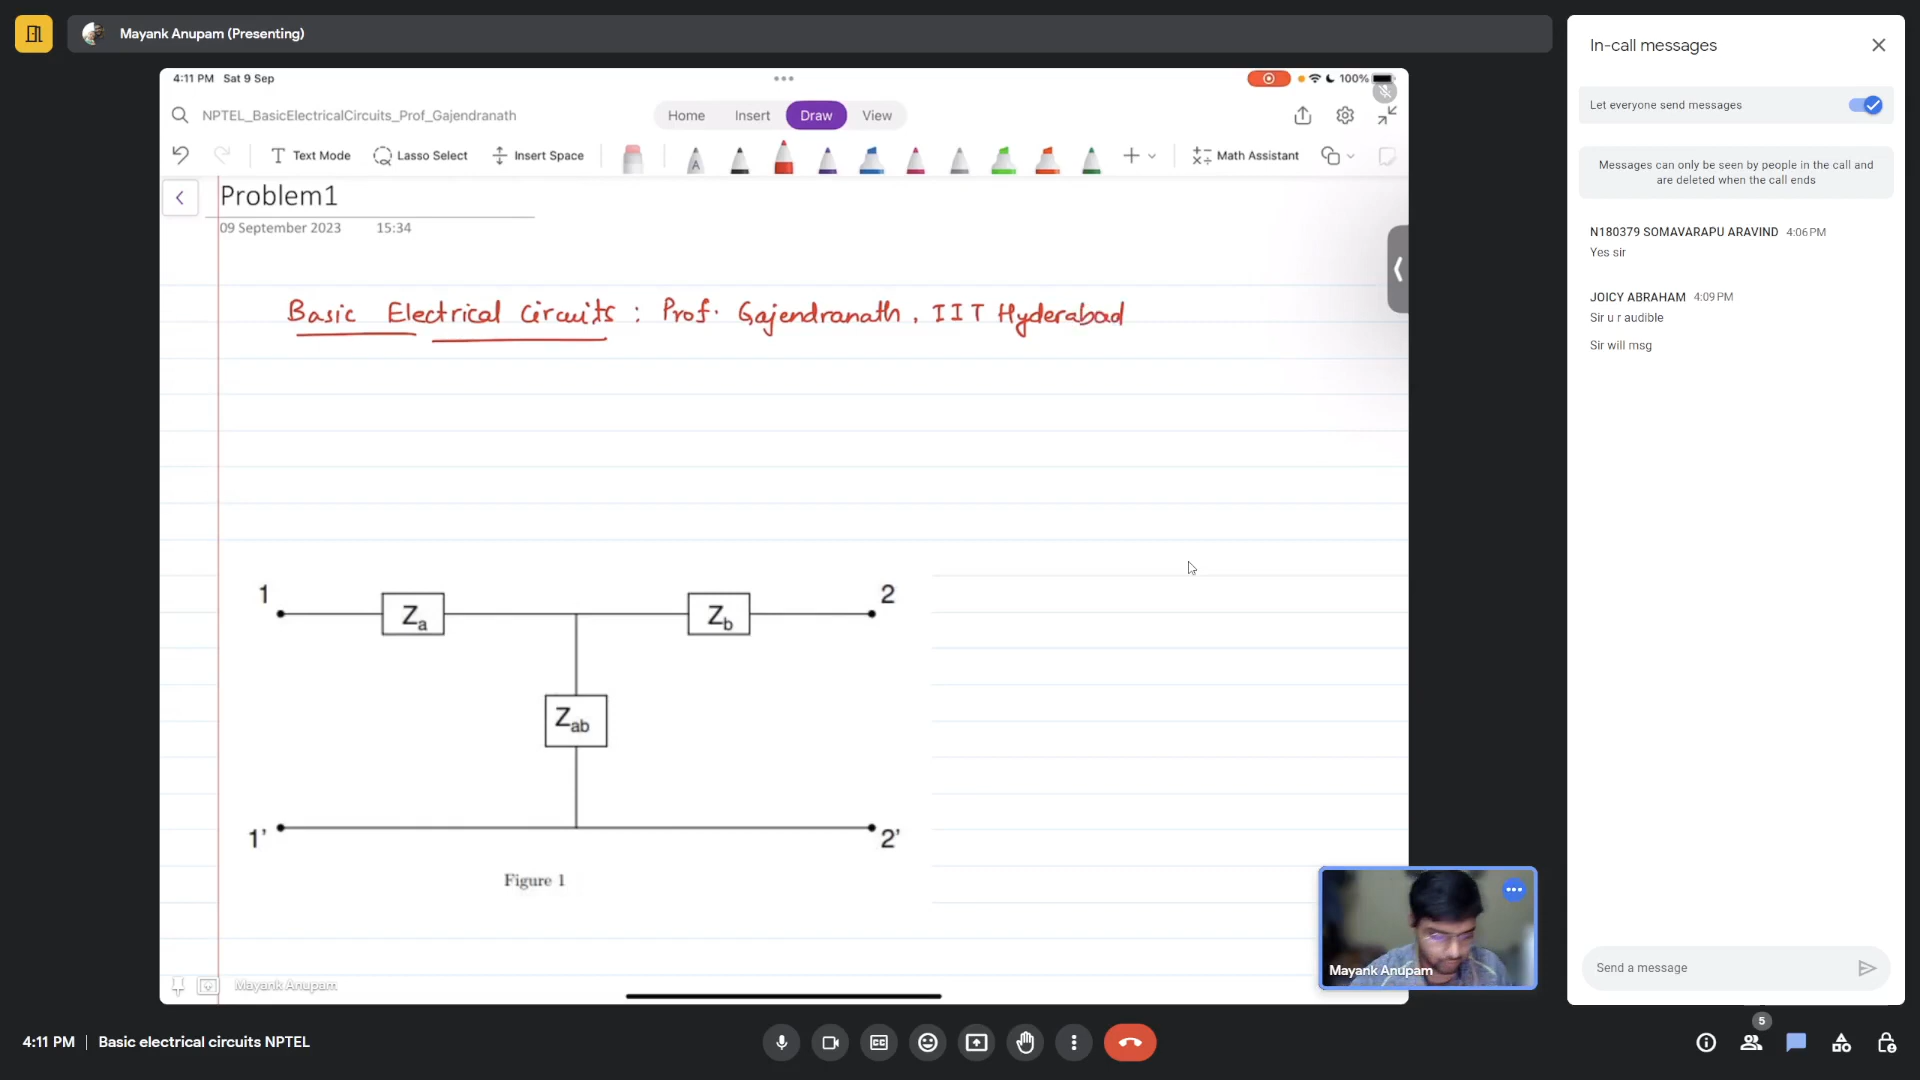 Mayank Anupam (Presenting)
4:11 PM Sat 9 Sep
100%
NPTEL_BasicElectricalCircuits_Prof_Gajendranath
Home Insert Draw View
Text Mode Lasso Select Insert Space A Math Assistant
Problem1
09 September 2023 15:34
Basic Electrical Circuits : Prof. Gajendranath, IIT Hyderabad
1 2
Za Zb
Zab
1' 2'
Figure 1
Mayank Anupam
Mayank Anupam
In-call messages
Let everyone send messages
Messages can only be seen by people in the call and
are deleted when the call ends
N180379 SOMAVARAPU ARAVIND 4:06 PM
Yes sir
JOICY ABRAHAM 4:09 PM
Sir u r audible
Sir will msg
Send a message
4:11 PM | Basic electrical circuits NPTEL
CC
5